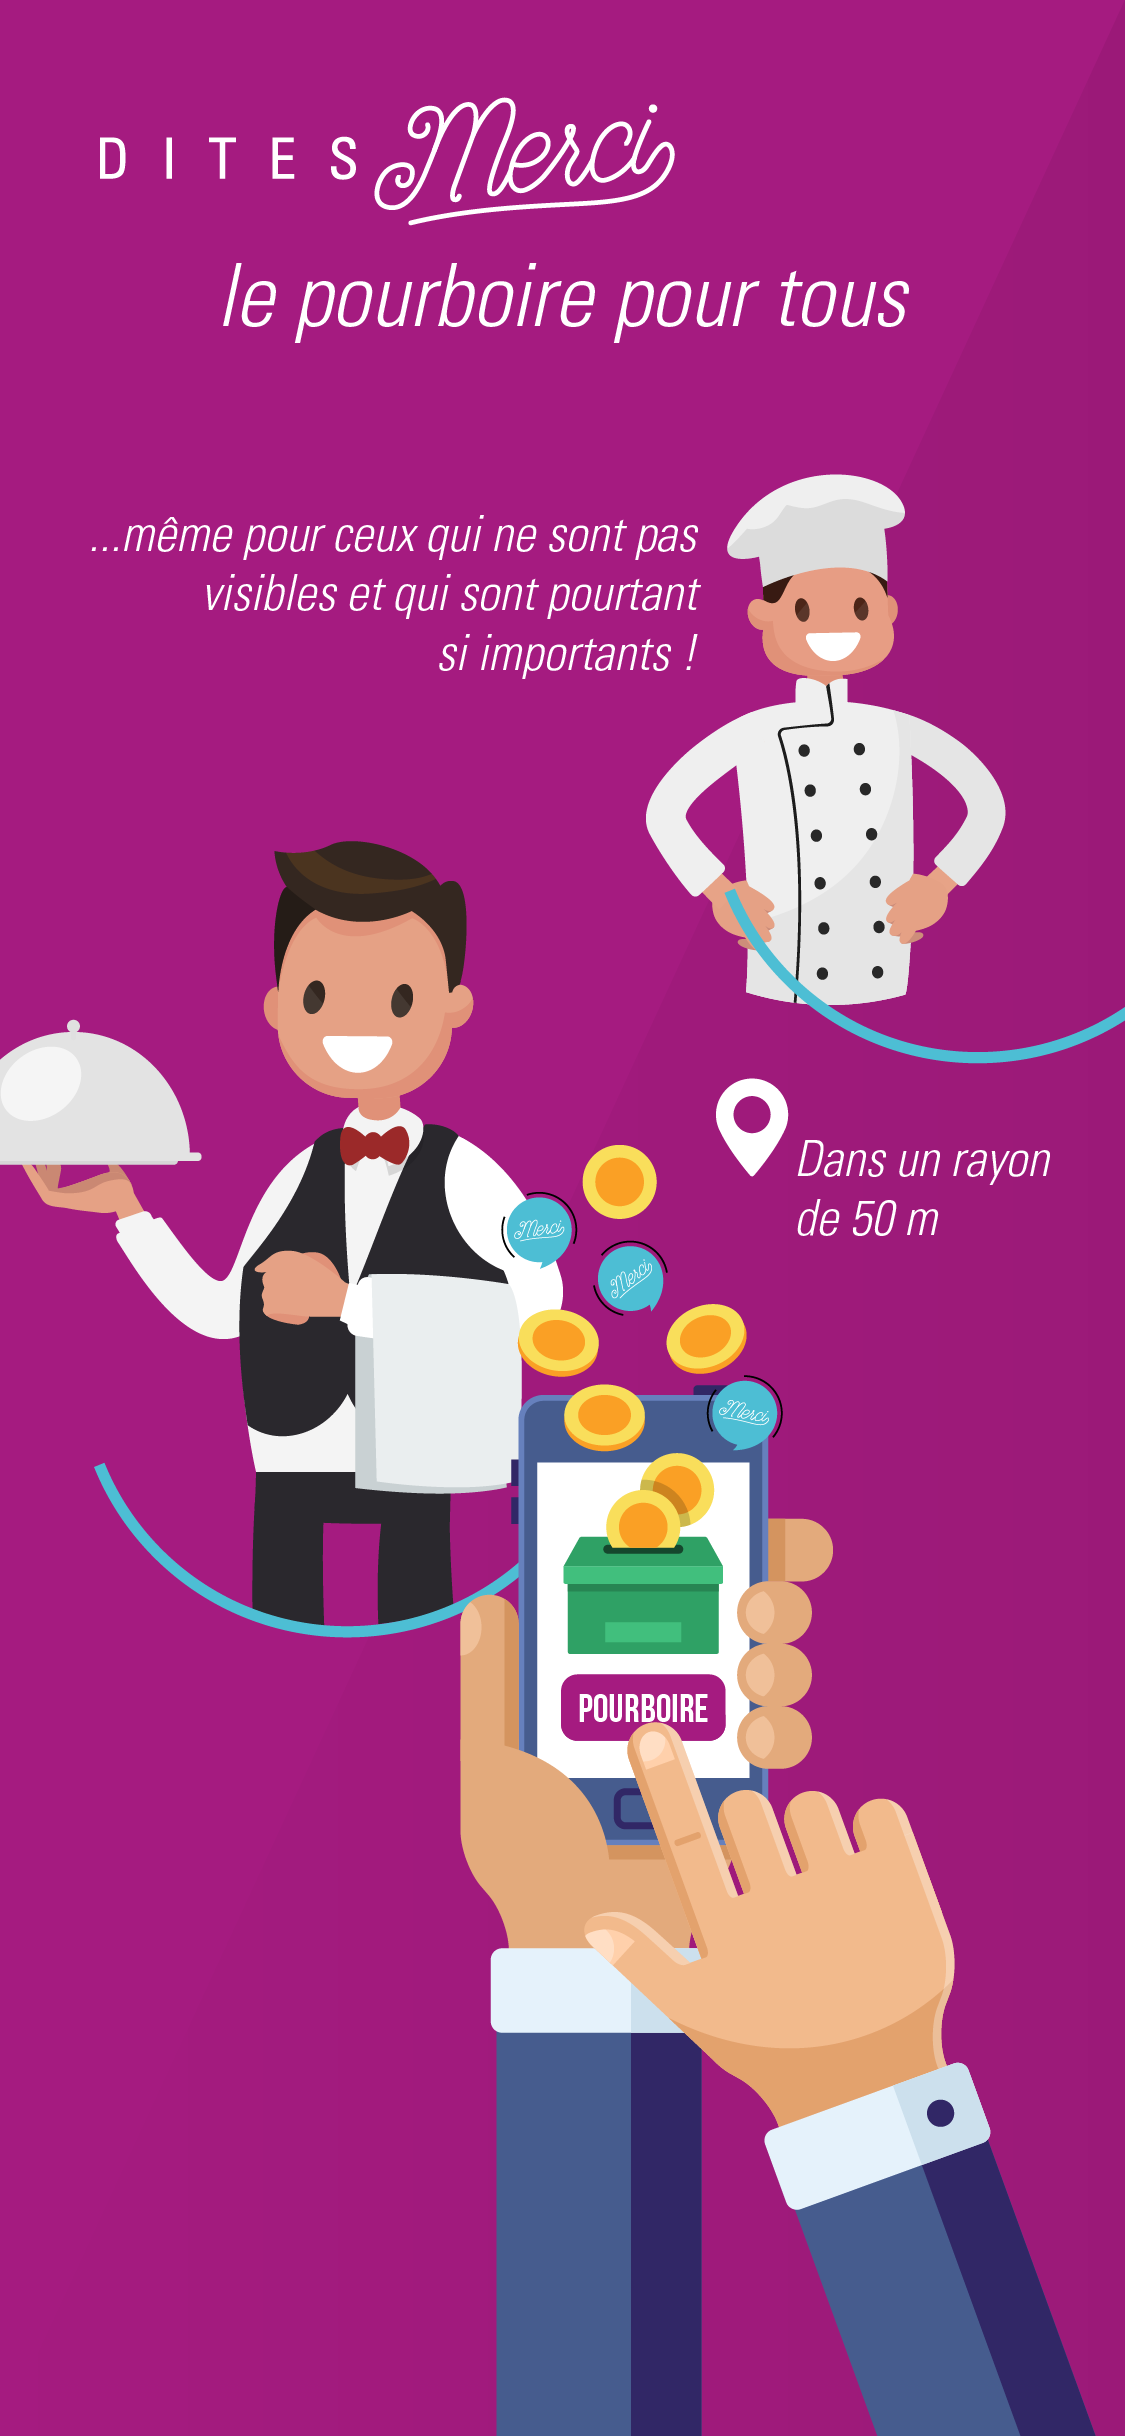 DITES Merci
le pourboire pour tous
...même pour ceux qui ne sont pas
visibles et qui sont pourtant
si importants !
Dans un rayon
de 50 m
Merci
Merci
Merci
POURBOIRE